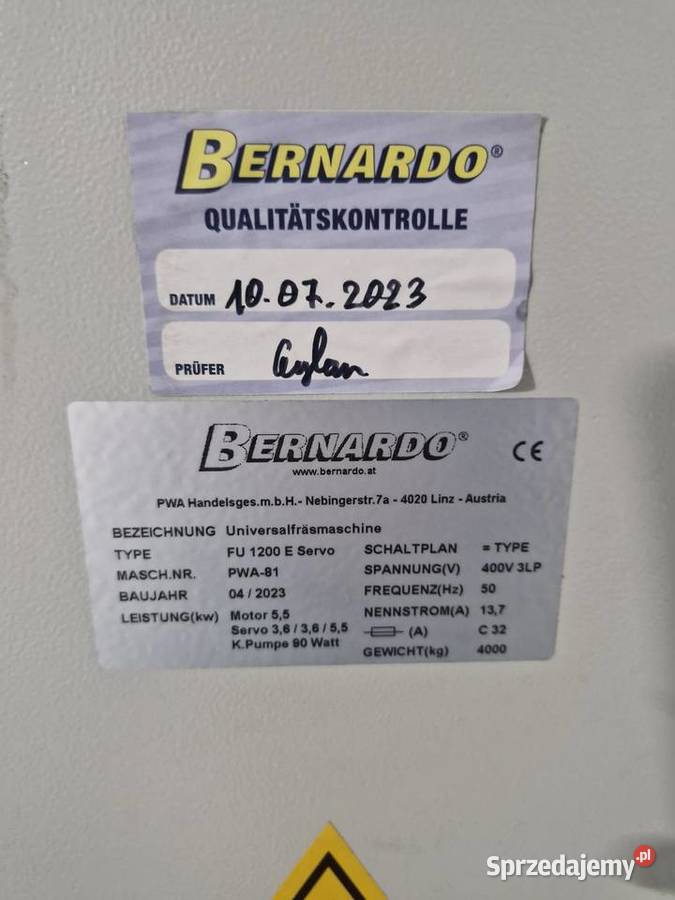 BERNARDO®
QUALITÄTSKONTROLLE
DATUM 10.07.2023
PRÜFER
BERNARDO®
www.bernardo.at
CE
PWA Handelsges.m.b.H.- Nebingerstr.7a - 4020 Linz - Austria
BEZEICHNUNG Universalfräsmaschine
TYPE FU 1200 E Servo
MASCH.NR. PWA-81
BAUJAHR 04 / 2023
LEISTUNG(kw) Motor 5,5
Servo 3,6 / 3,6 / 5,5
K.Pumpe 90 Watt
SCHALTPLAN = TYPE
SPANNUNG(V) 400V 3LP
FREQUENZ(Hz) 50
NENNSTROM(A) 13,7
(A) C 32
GEWICHT(kg) 4000
Sprzedajemy.pl